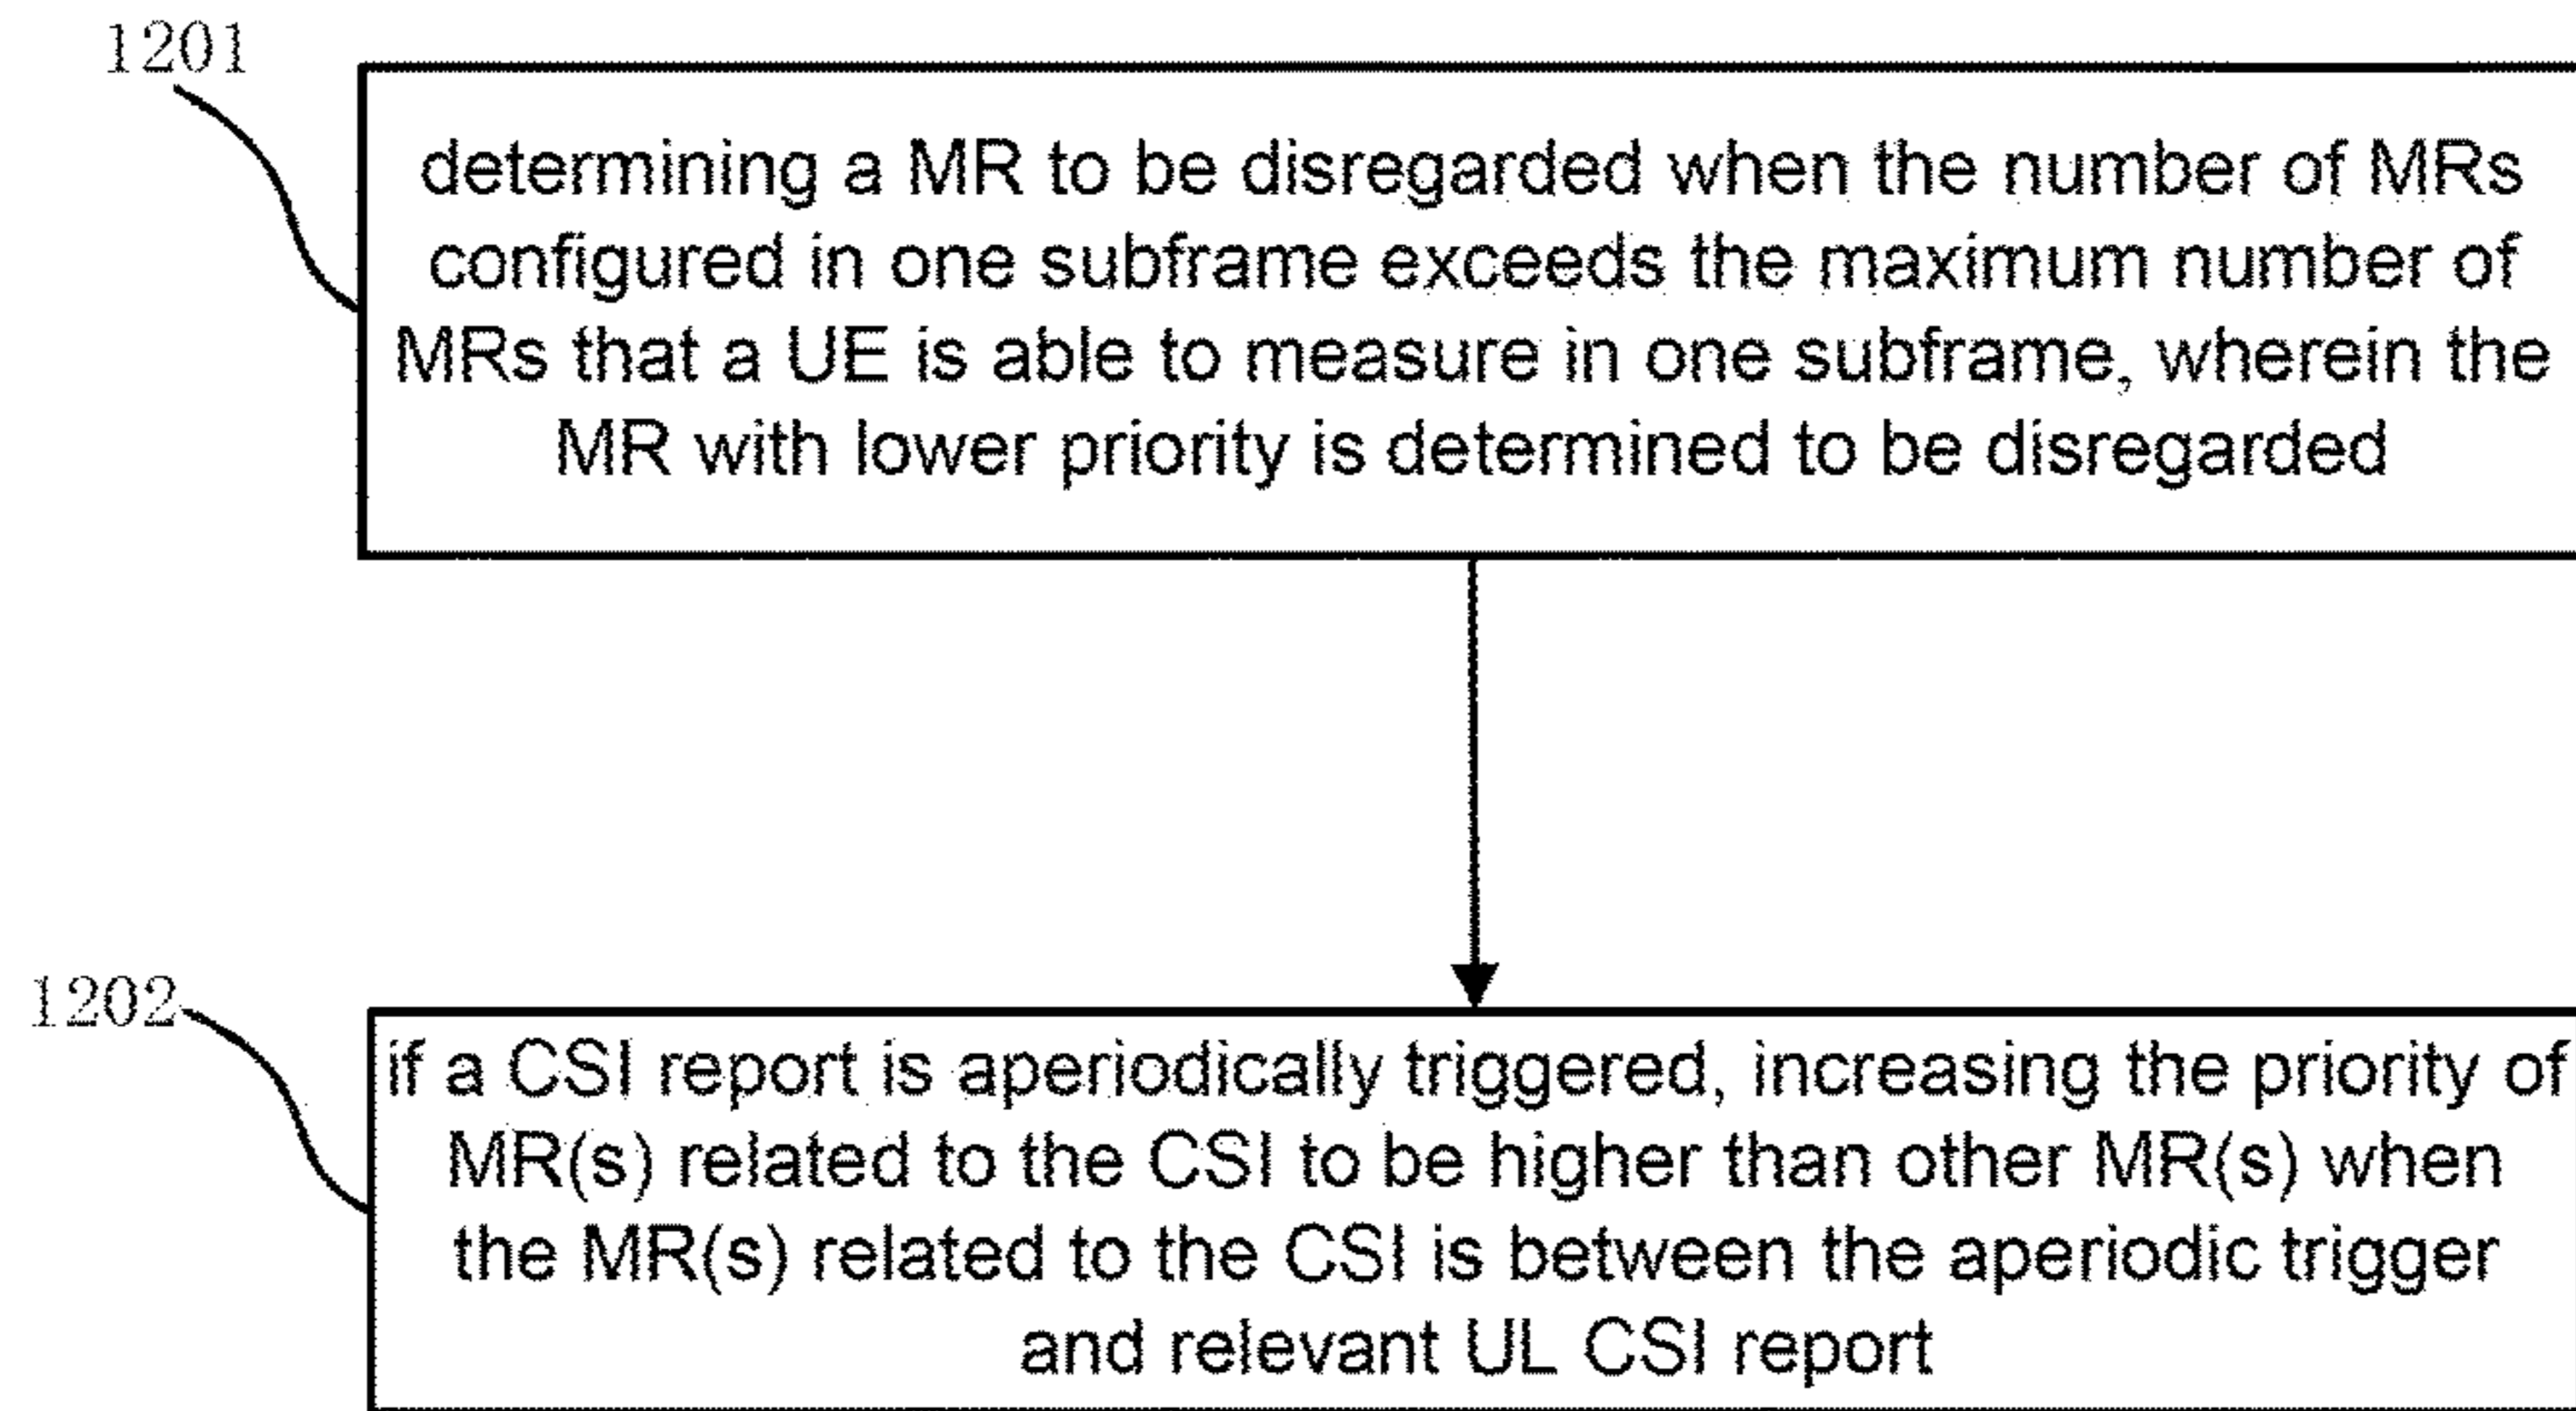 1201
determining a MR to be disregarded when the number of MRs
configured in one subframe exceeds the maximum number of
MRs that a UE is able to measure in one subframe, wherein the
MR with lower priority is determined to be disregarded
1202
if a CSI report is aperiodically triggered, increasing the priority of
MR(s) related to the CSI to be higher than other MR(s) when
the MR(s) related to the CSI is between the aperiodic trigger
and relevant UL CSI report